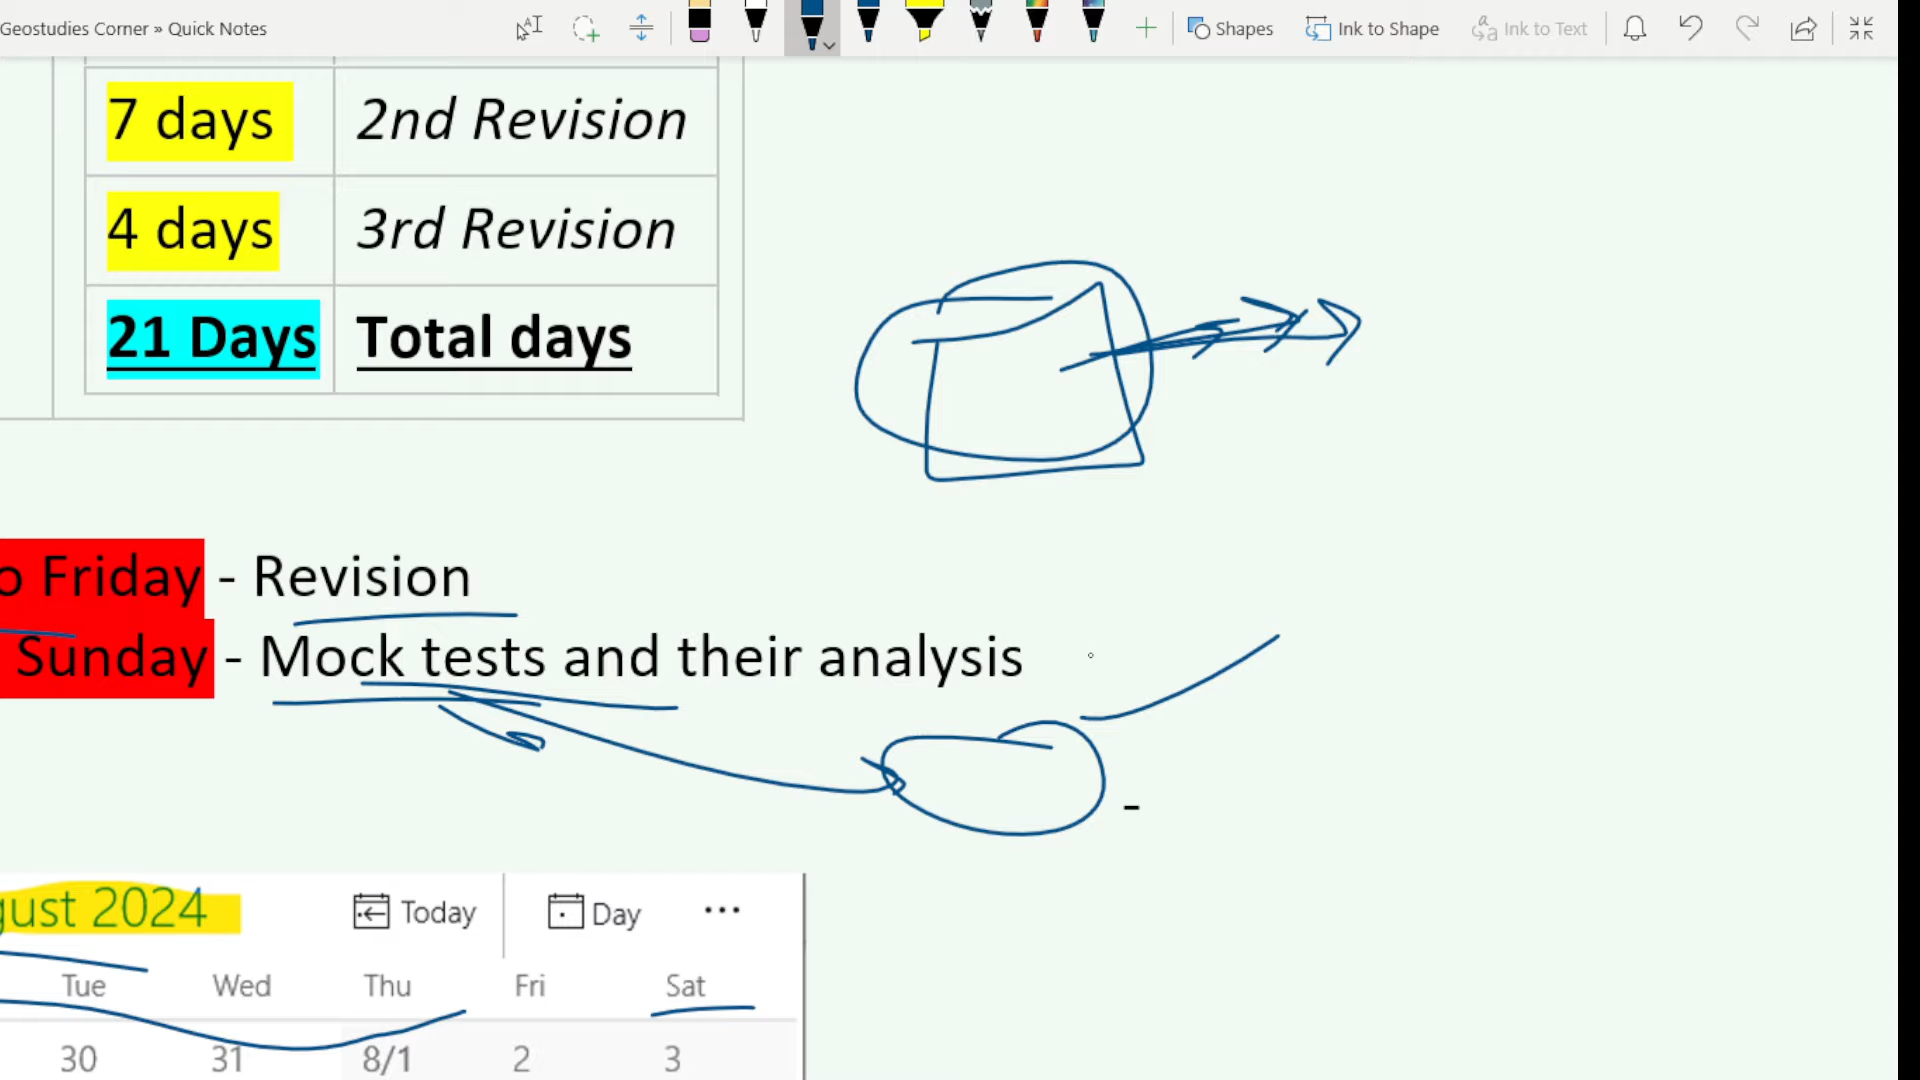 Geostudies Corner » Quick Notes
Shapes
Ink to Shape
Ink to Text
7 days 2nd Revision
4 days 3rd Revision
21 Days Total days
o Friday - Revision
Sunday - Mock tests and their analysis
-
gust 2024 Today Day ...
Tue Wed Thu Fri Sat
30 31 8/1 2 3